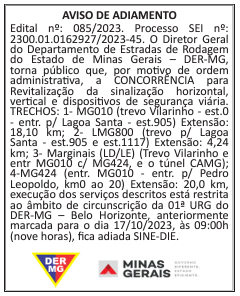 AVISO DE ADIAMENTO
Edital nº: 085/2023. Processo SEI nº:
2300.01.0162927/2023-45. O Diretor Geral
do Departamento de Estradas de Rodagem
do Estado de Minas Gerais – DER-MG,
torna público que, por motivo de ordem
administrativa, a CONCORRÊNCIA para
Revitalização da sinalização horizontal,
vertical e dispositivos de segurança viária.
TRECHOS: 1- MG010 (trevo Vilarinho - est.0
- entr. p/ Lagoa Santa - est.905) Extensão:
18,10 km; 2- LMG800 (trevo p/ Lagoa
Santa - est.905 e est.1117) Extensão: 4,24
km; 3- Marginais (LD/LE) (Trevo Vilarinho e
entr MG010 c/ MG424, e o túnel CAMG);
4-MG424 (entr. MG010 - entr. p/ Pedro
Leopoldo, km0 ao 20) Extensão: 20,0 km,
execução dos serviços descritos está restrita
ao âmbito de circunscrição da 01ª URG do
DER-MG – Belo Horizonte, anteriormente
marcada para o dia 17/10/2023, às 09:00h
(nove horas), fica adiada SINE-DIE.
DER
MG
MINAS
GERAIS
GOVERNO
DIFERENTE.
ESTADO
EFICIENTE.